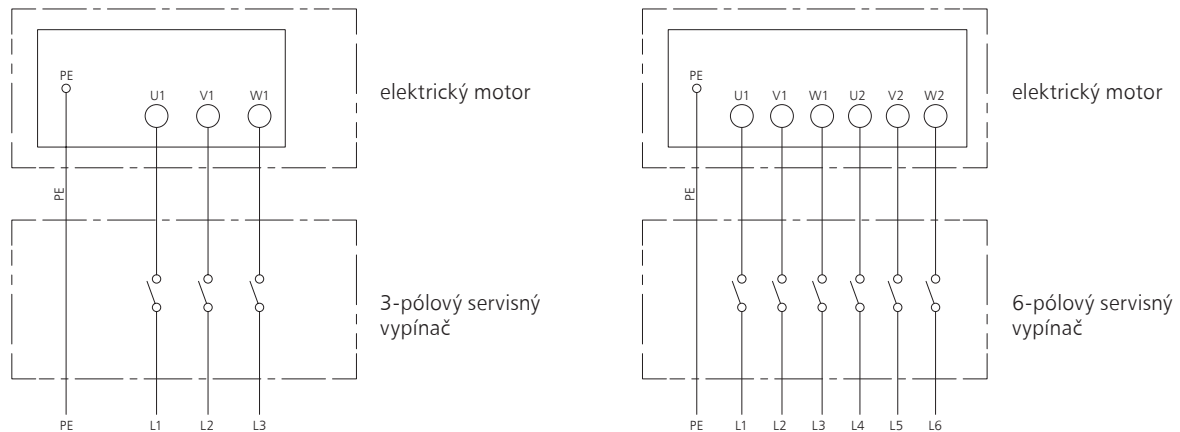 PE
U1 V1 W1
elektrický motor
PE
3-pólový servisný
vypínač
PE L1 L2 L3
PE
U1 V1 W1 U2 V2 W2
elektrický motor
PE
6-pólový servisný
vypínač
PE L1 L2 L3 L4 L5 L6